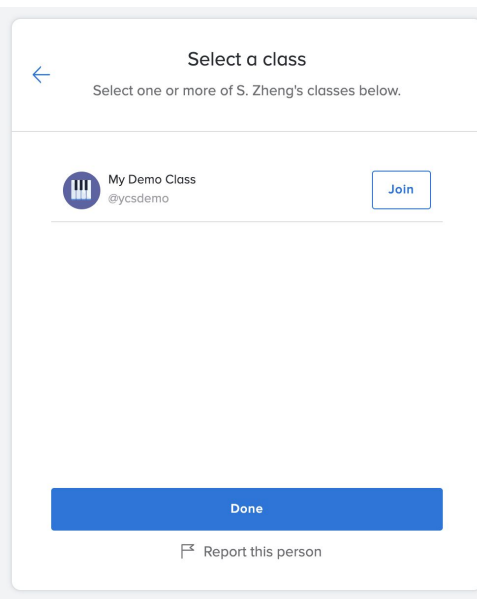 Select a class
Select one or more of S. Zheng's classes below.
My Demo Class
@ycsdemo
Join
Done
Report this person